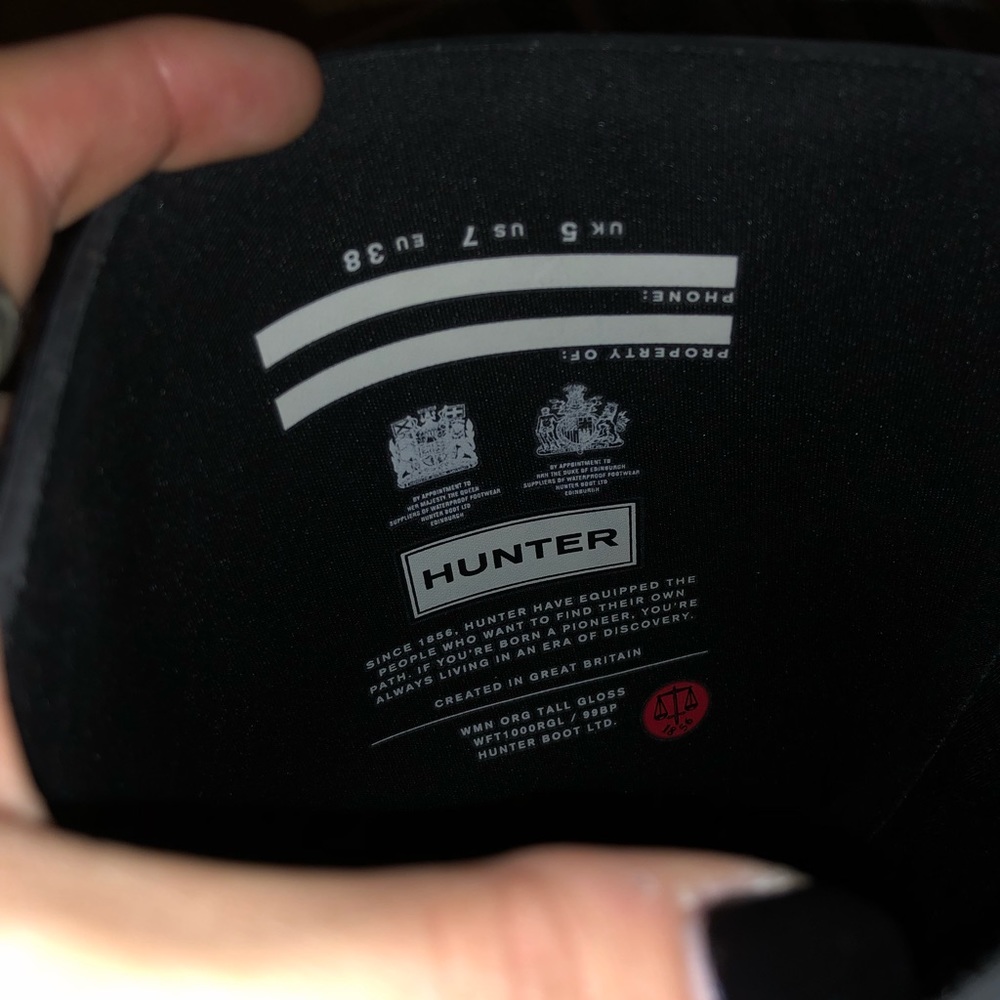 UK 5 US 7 EU 38
PHONE:
PROPERTY OF:
BY APPOINTMENT TO
HER MAJESTY THE QUEEN
SUPPLIERS OF WATERPROOF FOOTWEAR
HUNTER BOOT LTD
EDINBURGH
BY APPOINTMENT TO
HRH THE DUKE OF EDINBURGH
SUPPLIERS OF WATERPROOF FOOTWEAR
HUNTER BOOT LTD
EDINBURGH
HUNTER
SINCE 1856, HUNTER HAVE EQUIPPED THE
PEOPLE WHO WANT TO FIND THEIR OWN
PATH. IF YOU'RE BORN A PIONEER, YOU'RE
ALWAYS LIVING IN AN ERA OF DISCOVERY.
CREATED IN GREAT BRITAIN
WMN ORG TALL GLOSS
WFT1000RGL / 99BP
HUNTER BOOT LTD.
1856